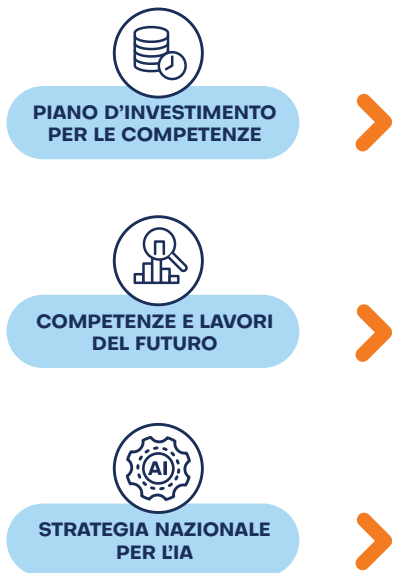 PIANO D'INVESTIMENTO
PER LE COMPETENZE
COMPETENZE E LAVORI
DEL FUTURO
AI
STRATEGIA NAZIONALE
PER L'IA